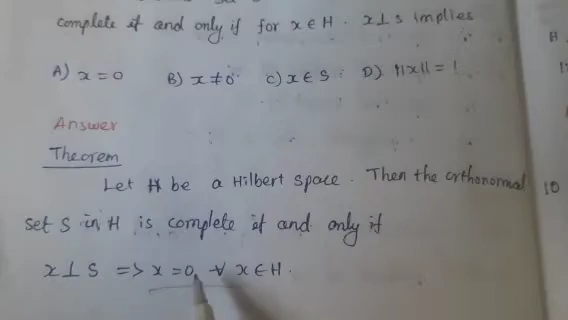 complete if and only if for x ∈ H . x ⊥ s implies
A) x = 0 B) x ≠ 0 C) x ∈ S D) ||x|| = 1
Answer
Theorem
Let H be a Hilbert space. Then the orthonormal
set S in H is complete if and only if
x ⊥ S => x = 0, ∀ x ∈ H.
H
10